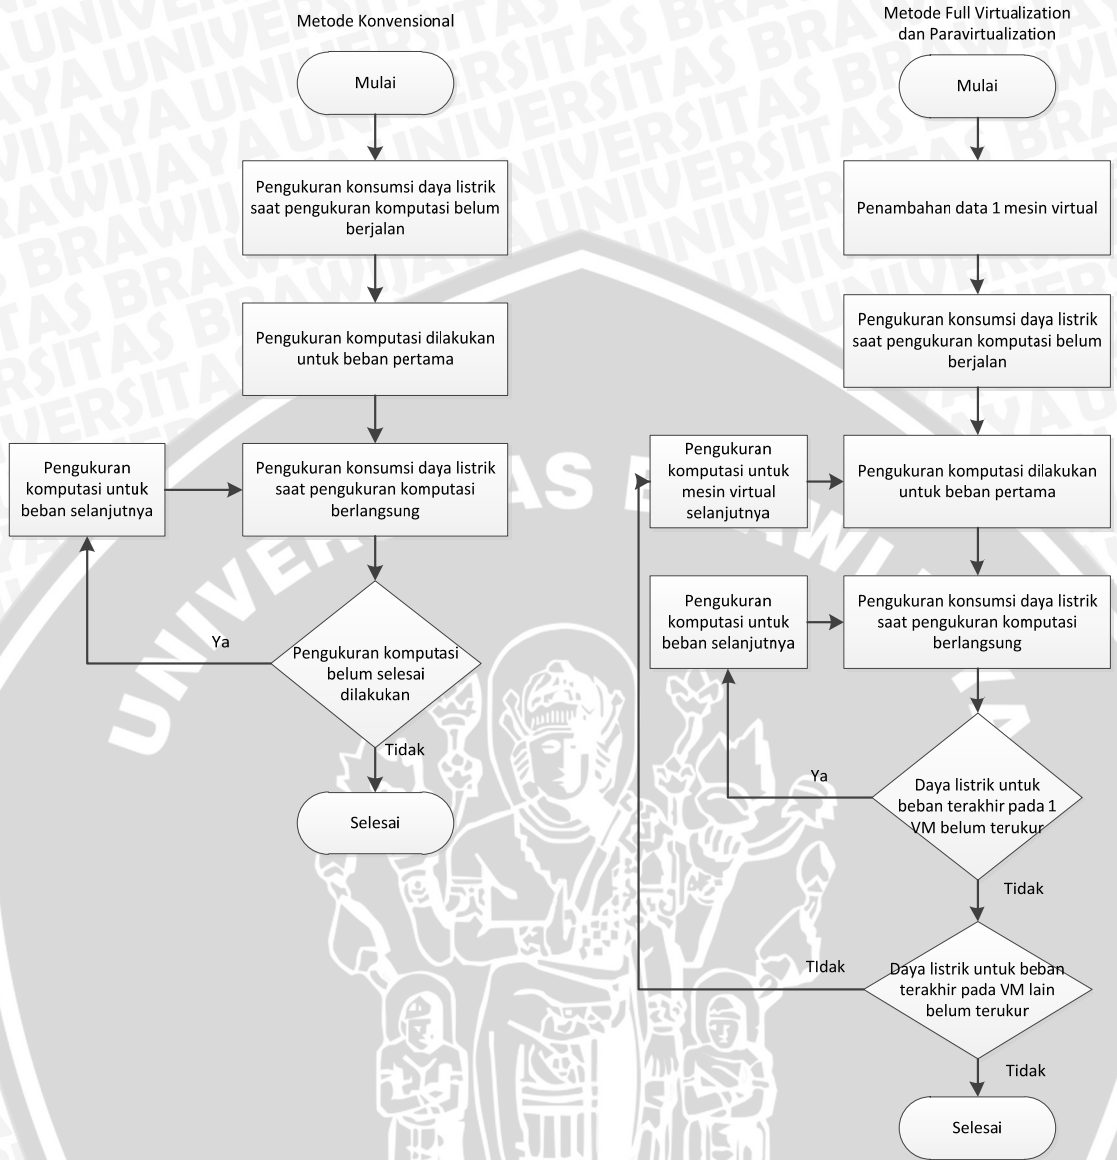 Metode Konvensional
Mulai
Pengukuran konsumsi daya listrik
saat pengukuran komputasi belum
berjalan
Pengukuran komputasi dilakukan
untuk beban pertama
Pengukuran
komputasi untuk
beban selanjutnya
Pengukuran konsumsi daya listrik
saat pengukuran komputasi
berlangsung
Ya
Pengukuran komputasi
belum selesai
dilakukan
Tidak
Selesai
Metode Full Virtualization
dan Paravirtualization
Mulai
Penambahan data 1 mesin virtual
Pengukuran konsumsi daya listrik
saat pengukuran komputasi belum
berjalan
Pengukuran
komputasi untuk
mesin virtual
selanjutnya
Pengukuran komputasi dilakukan
untuk beban pertama
Pengukuran
komputasi untuk
beban selanjutnya
Pengukuran konsumsi daya listrik
saat pengukuran komputasi
berlangsung
Ya
Daya listrik untuk
beban terakhir pada 1
VM belum terukur
Tidak
TIdak
Daya listrik untuk beban
terakhir pada VM lain
belum terukur
Tidak
Selesai
UNIVERSITAS BRAWIJAYA